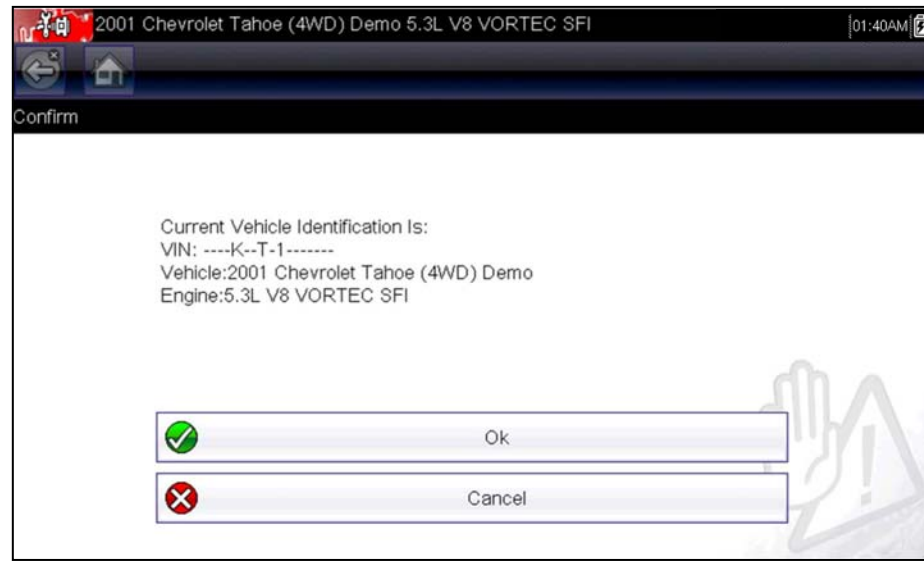 2001 Chevrolet Tahoe (4WD) Demo 5.3L V8 VORTEC SFI
01:40AM
Confirm
Current Vehicle Identification Is:
VIN: ----K--T-1-------
Vehicle:2001 Chevrolet Tahoe (4WD) Demo
Engine:5.3L V8 VORTEC SFI
Ok
Cancel